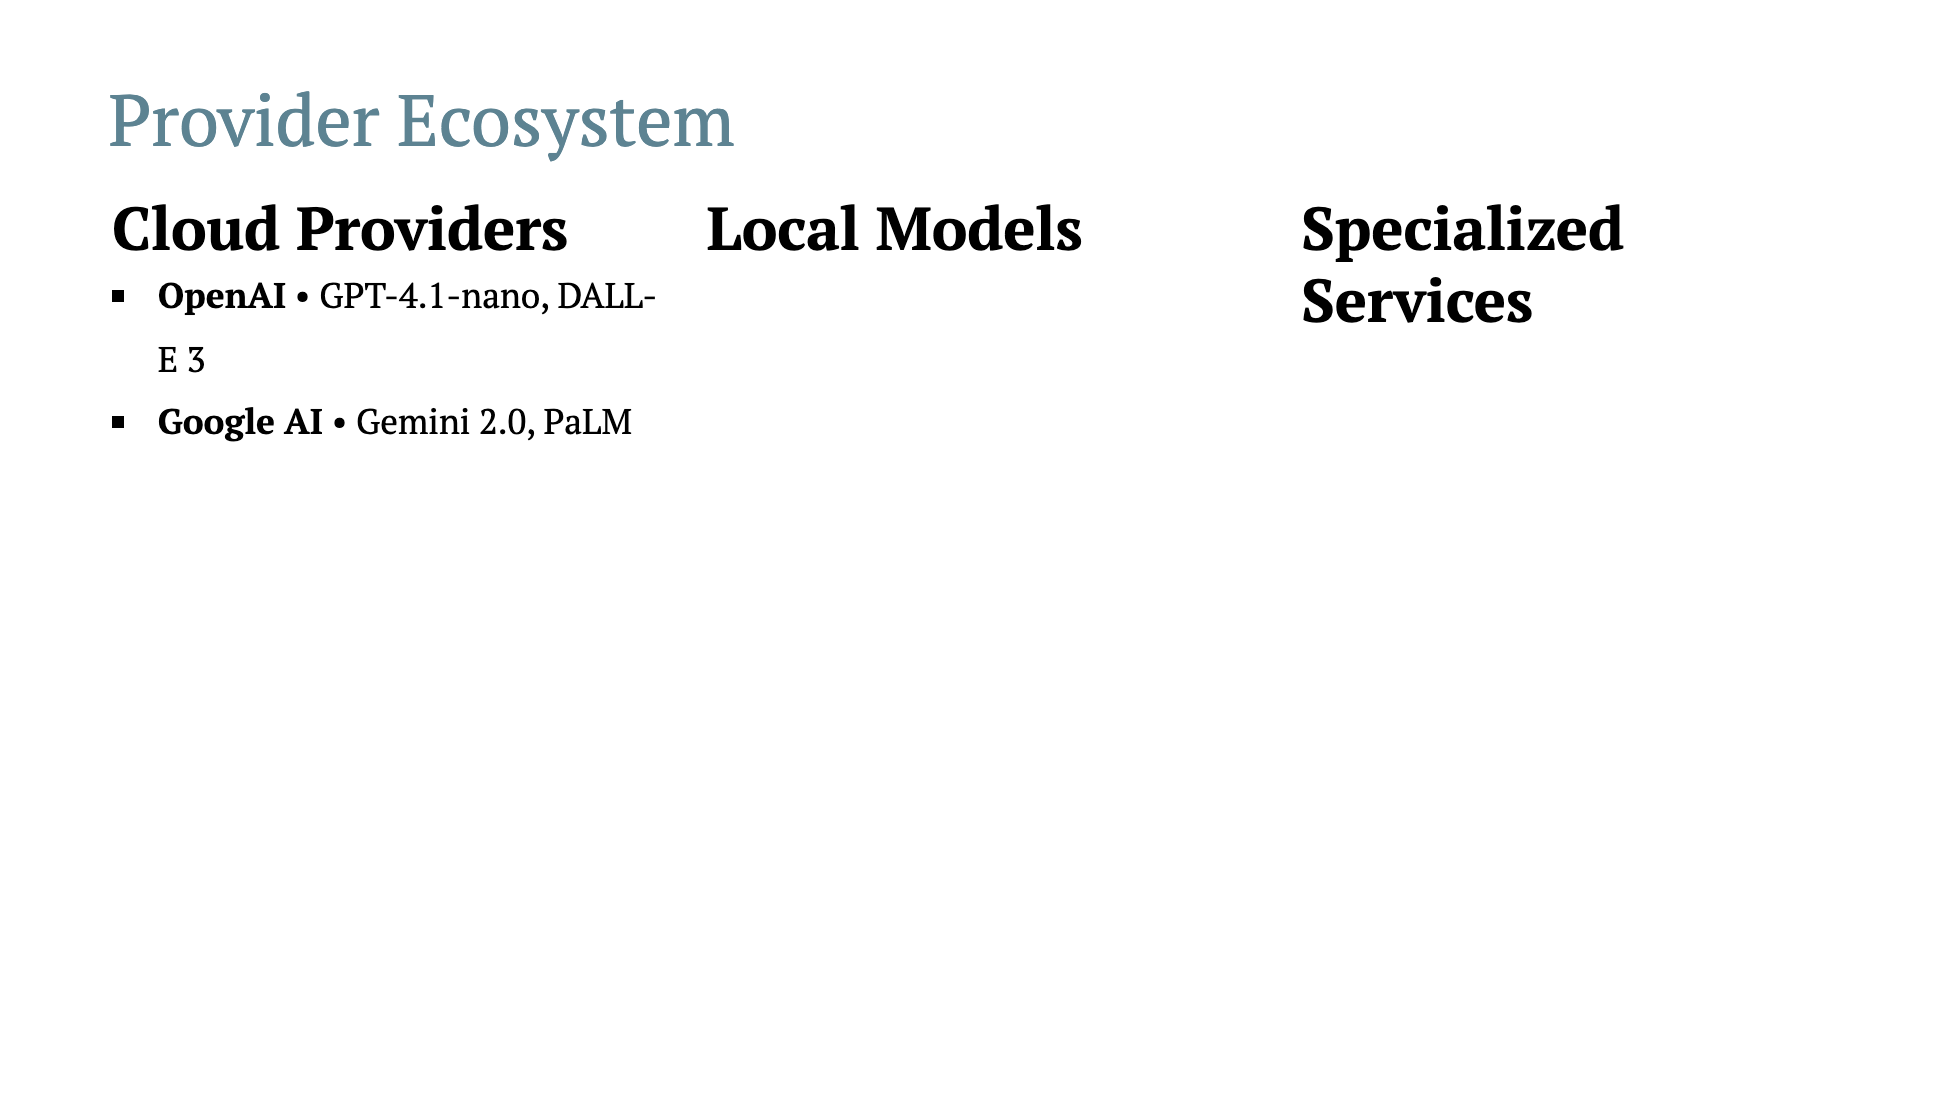 Provider Ecosystem
Cloud Providers
▪ OpenAI • GPT-4.1-nano, DALL-
E 3
▪ Google AI • Gemini 2.0, PaLM
Local Models
Specialized
Services